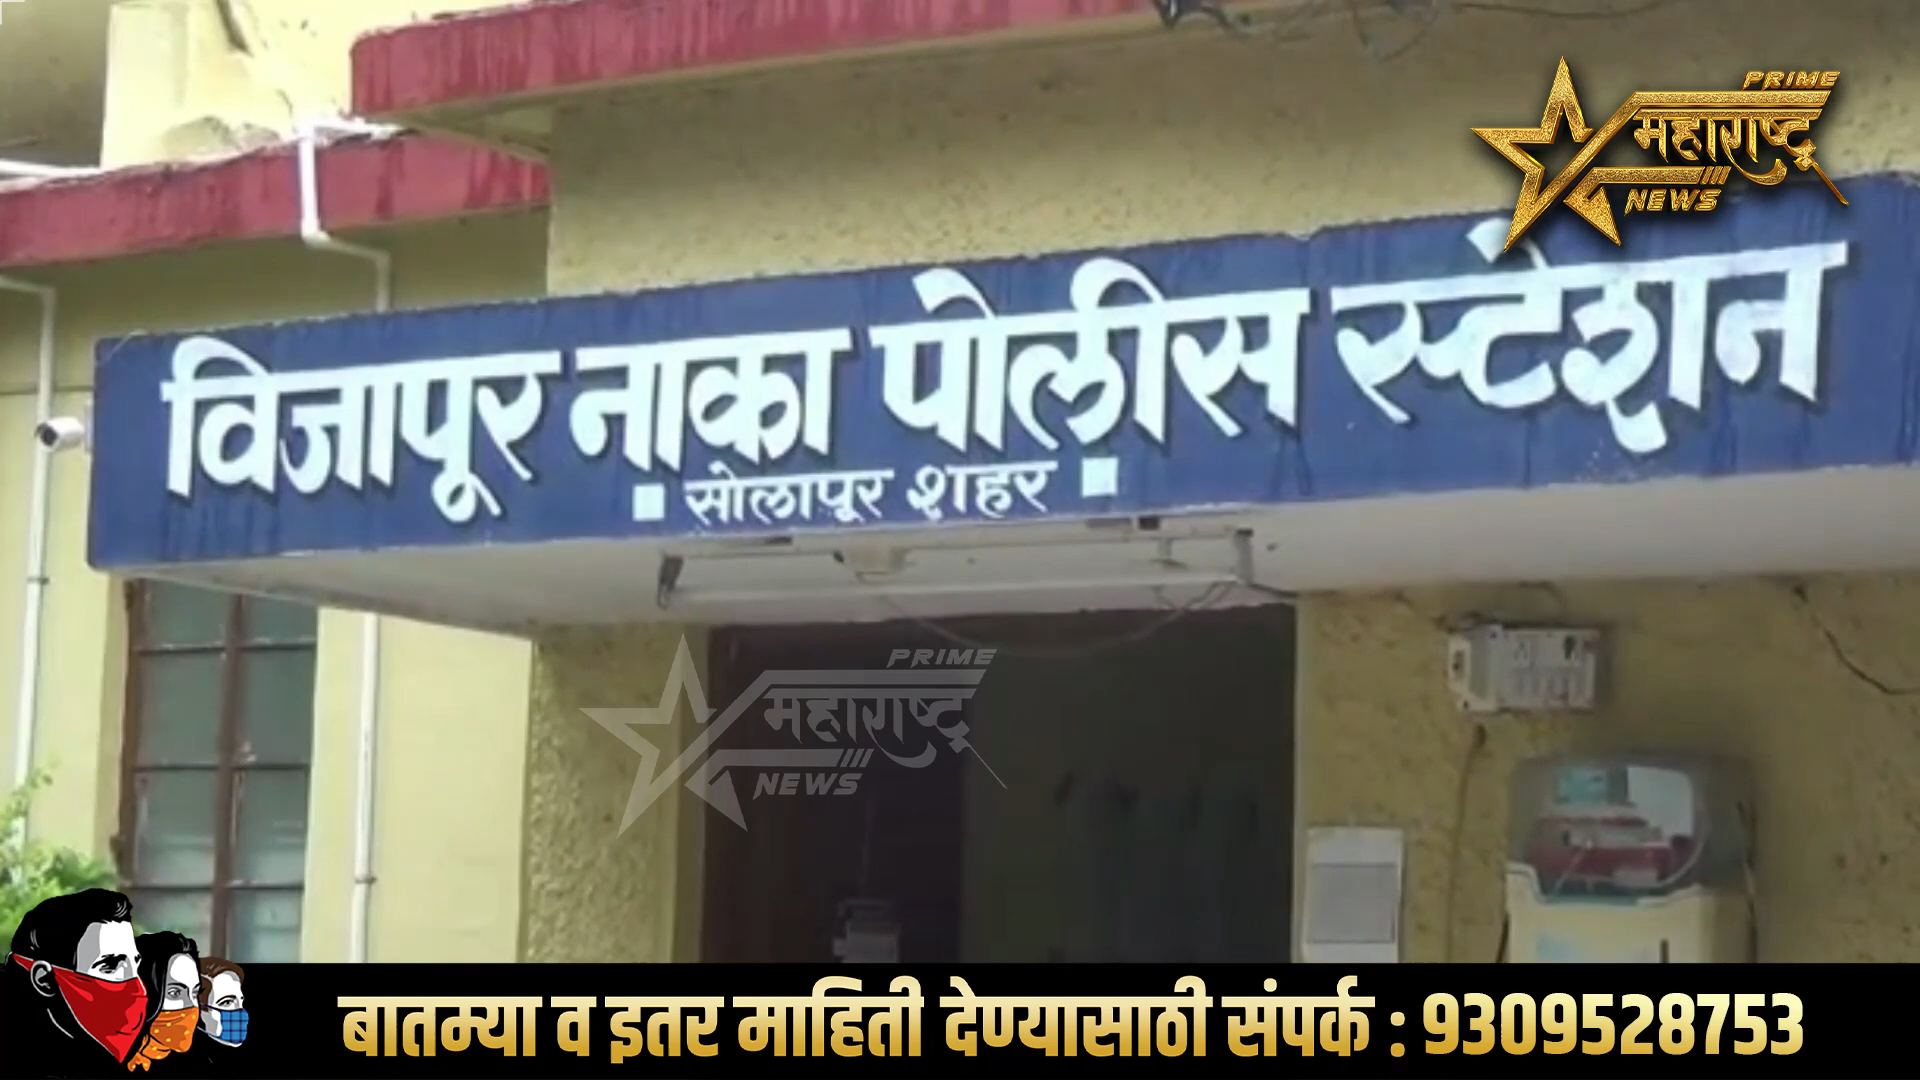 PRIME
महाराष्ट्र
NEWS
विजापूर नाका पोलीस स्टेशन
सोलापूर शहर
PRIME
महाराष्ट्र
NEWS
बातम्या व इतर माहिती देण्यासाठी संपर्क : 9309528753